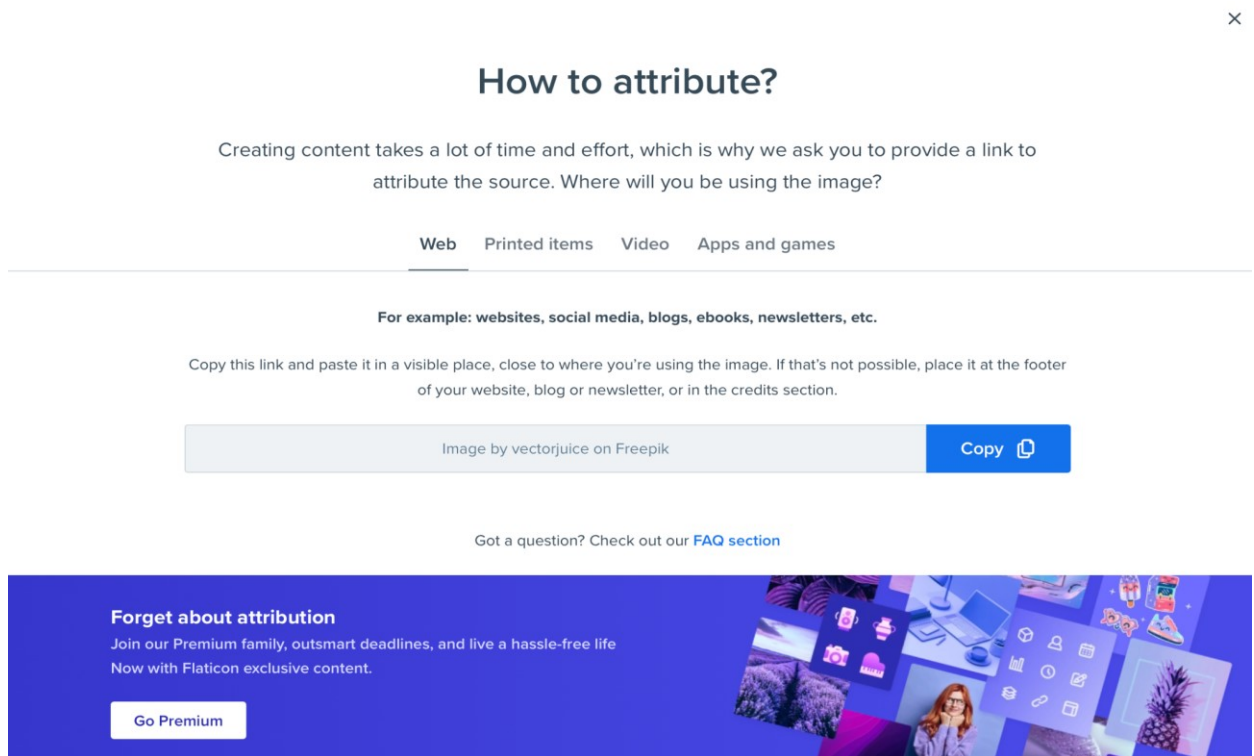 How to attribute?
Creating content takes a lot of time and effort, which is why we ask you to provide a link to
attribute the source. Where will you be using the image?
Web Printed items Video Apps and games
For example: websites, social media, blogs, ebooks, newsletters, etc.
Copy this link and paste it in a visible place, close to where you’re using the image. If that’s not possible, place it at the footer
of your website, blog or newsletter, or in the credits section.
Image by vectorjuice on Freepik Copy
Got a question? Check out our FAQ section
Forget about attribution
Join our Premium family, outsmart deadlines, and live a hassle-free life
Now with Flaticon exclusive content.
Go Premium